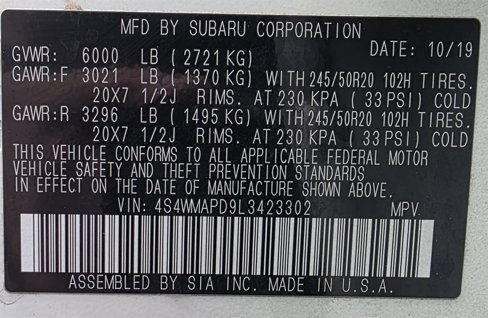 MFD BY SUBARU CORPORATION
DATE: 10/19
GVWR: 6000 LB (2721 KG)
GAWR:F 3021 LB (1370 KG) WITH 245/50R20 102H TIRES.
20X7 1/2J RIMS. AT 230 KPA (33 PSI) COLD
GAWR:R 3296 LB (1495 KG) WITH 245/50R20 102H TIRES.
20X7 1/2J RIMS. AT 230 KPA (33 PSI) COLD
THIS VEHICLE CONFORMS TO ALL APPLICABLE FEDERAL MOTOR
VEHICLE SAFETY AND THEFT PREVENTION STANDARDS
IN EFFECT ON THE DATE OF MANUFACTURE SHOWN ABOVE.
VIN: 4S4WMAPD9L3423302 MPV
ASSEMBLED BY SIA INC. MADE IN U.S.A.